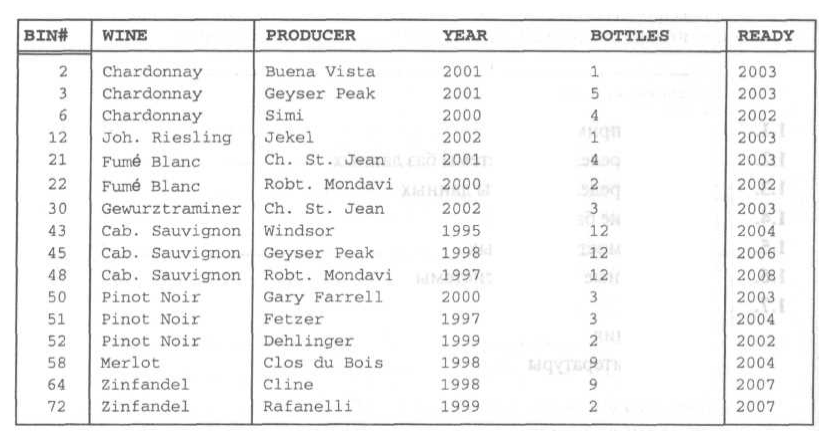 BIN# WINE PRODUCER YEAR BOTTLES READY
2 Chardonnay Buena Vista 2001 1 2003
3 Chardonnay Geyser Peak 2001 5 2003
6 Chardonnay Simi 2000 4 2002
12 Joh. Riesling Jekel 2002 1 2003
21 Fumé Blanc Ch. St. Jean 2001 4 2003
22 Fumé Blanc Robt. Mondavi 2000 2 2002
30 Gewurztraminer Ch. St. Jean 2002 3 2003
43 Cab. Sauvignon Windsor 1995 12 2004
45 Cab. Sauvignon Geyser Peak 1998 12 2006
48 Cab. Sauvignon Robt. Mondavi 1997 12 2008
50 Pinot Noir Gary Farrell 2000 3 2003
51 Pinot Noir Fetzer 1997 3 2004
52 Pinot Noir Dehlinger 1999 2 2002
58 Merlot Clos du Bois 1998 9 2004
64 Zinfandel Cline 1998 9 2007
72 Zinfandel Rafanelli 1999 2 2007